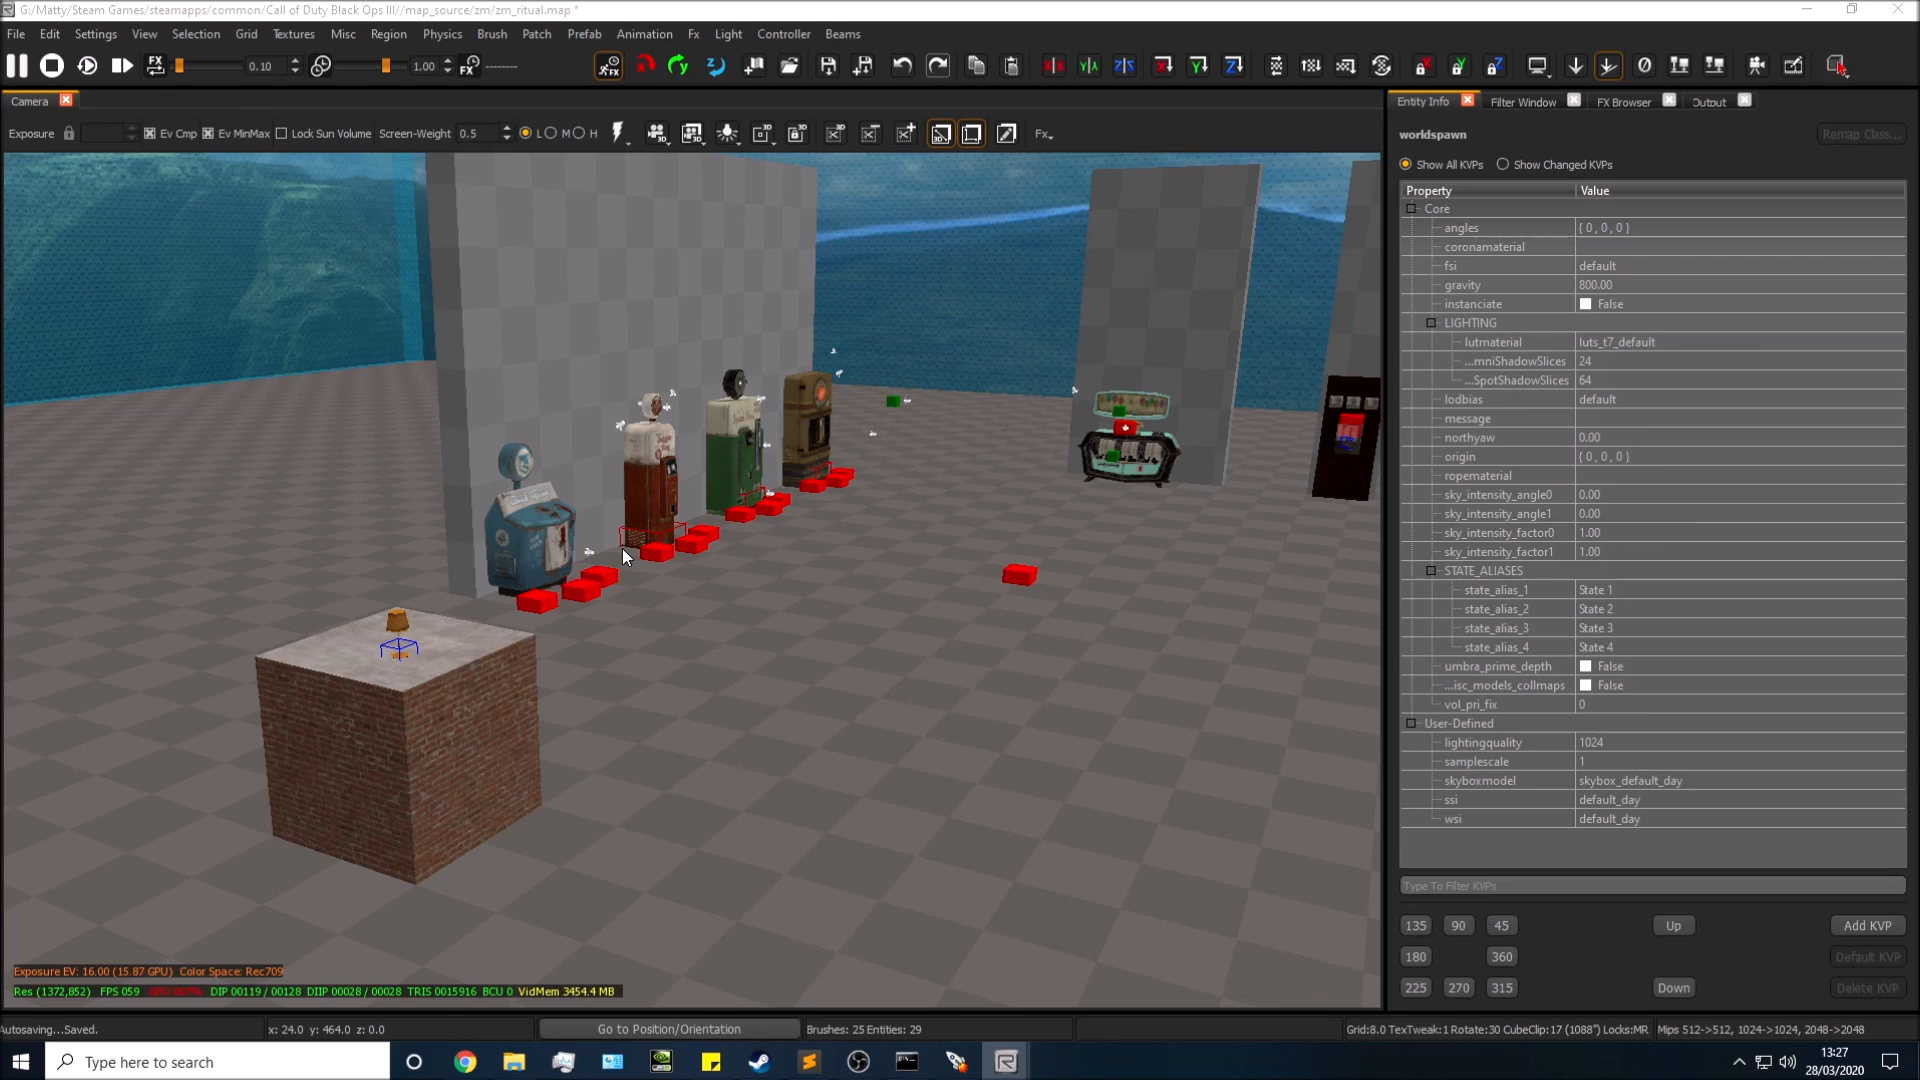 G:/Matty/Steam Games/steamapps/common/Call of Duty Black Ops III//map_source/zm/zm_ritual.map *
File Edit Settings View Selection Grid Textures Misc Region Physics Brush Patch Prefab Animation Fx Light Controller Beams
FX 0.10 1.00 FX --------
Camera
Exposure Ev Cmp Ev MinMax Lock Sun Volume Screen-Weight 0.5 L M H Fx
Entity Info Filter Window FX Browser Output
worldspawn Remap Class...
Show All KVPs Show Changed KVPs
Property Value
Core
angles { 0 , 0 , 0 }
coronamaterial
fsi default
gravity 800.00
instanciate False
LIGHTING
lutmaterial luts_t7_default
...mniShadowSlices 24
...SpotShadowSlices 64
lodbias default
message
northyaw 0.00
origin { 0 , 0 , 0 }
ropematerial
sky_intensity_angle0 0.00
sky_intensity_angle1 0.00
sky_intensity_factor0 1.00
sky_intensity_factor1 1.00
STATE_ALIASES
state_alias_1 State 1
state_alias_2 State 2
state_alias_3 State 3
state_alias_4 State 4
umbra_prime_depth False
...isc_models_collmaps False
vol_pri_fix 0
User-Defined
lightingquality 1024
samplescale 1
skyboxmodel skybox_default_day
ssi default_day
wsi default_day
Type To Filter KVPs
135 90 45 Up Add KVP
180 360 Default KVP
225 270 315 Down Delete KVP
Exposure EV: 16.00 (15.87 GPU) Color Space: Rec709
Res (1372,852) FPS 059 DIP 00119 / 00128 DIIP 00028 / 00028 TRIS 0015916 BCU 0 VidMem 3454.4 MB
Autosaving...Saved. x: 24.0 y: 464.0 z: 0.0 Go to Position/Orientation Brushes: 25 Entities: 29 Grid:8.0 TexTweak:1 Rotate:30 CubeClip:17 (1088") Locks:MR Mips 512->512, 1024->1024, 2048->2048
Type here to search
13:27
28/03/2020